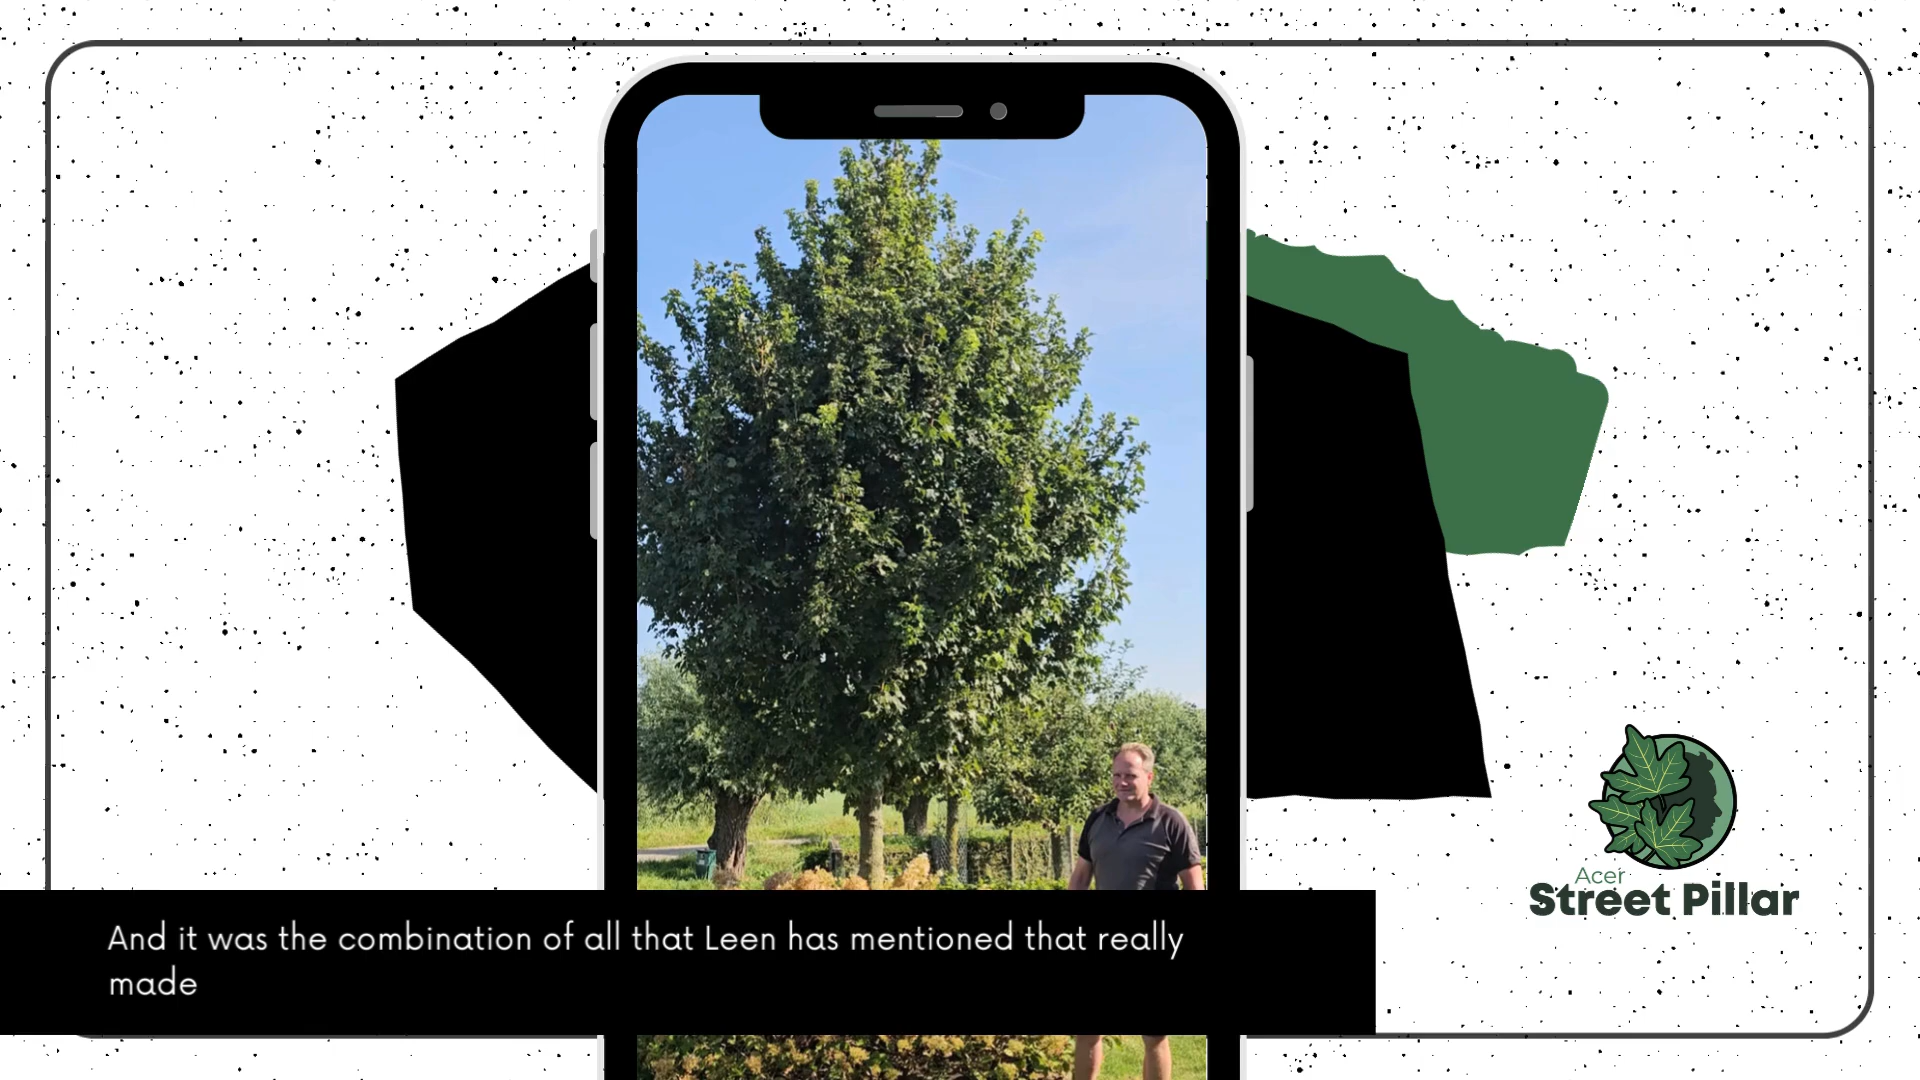 Acer
Street Pillar
And it was the combination of all that Leen has mentioned that really
made